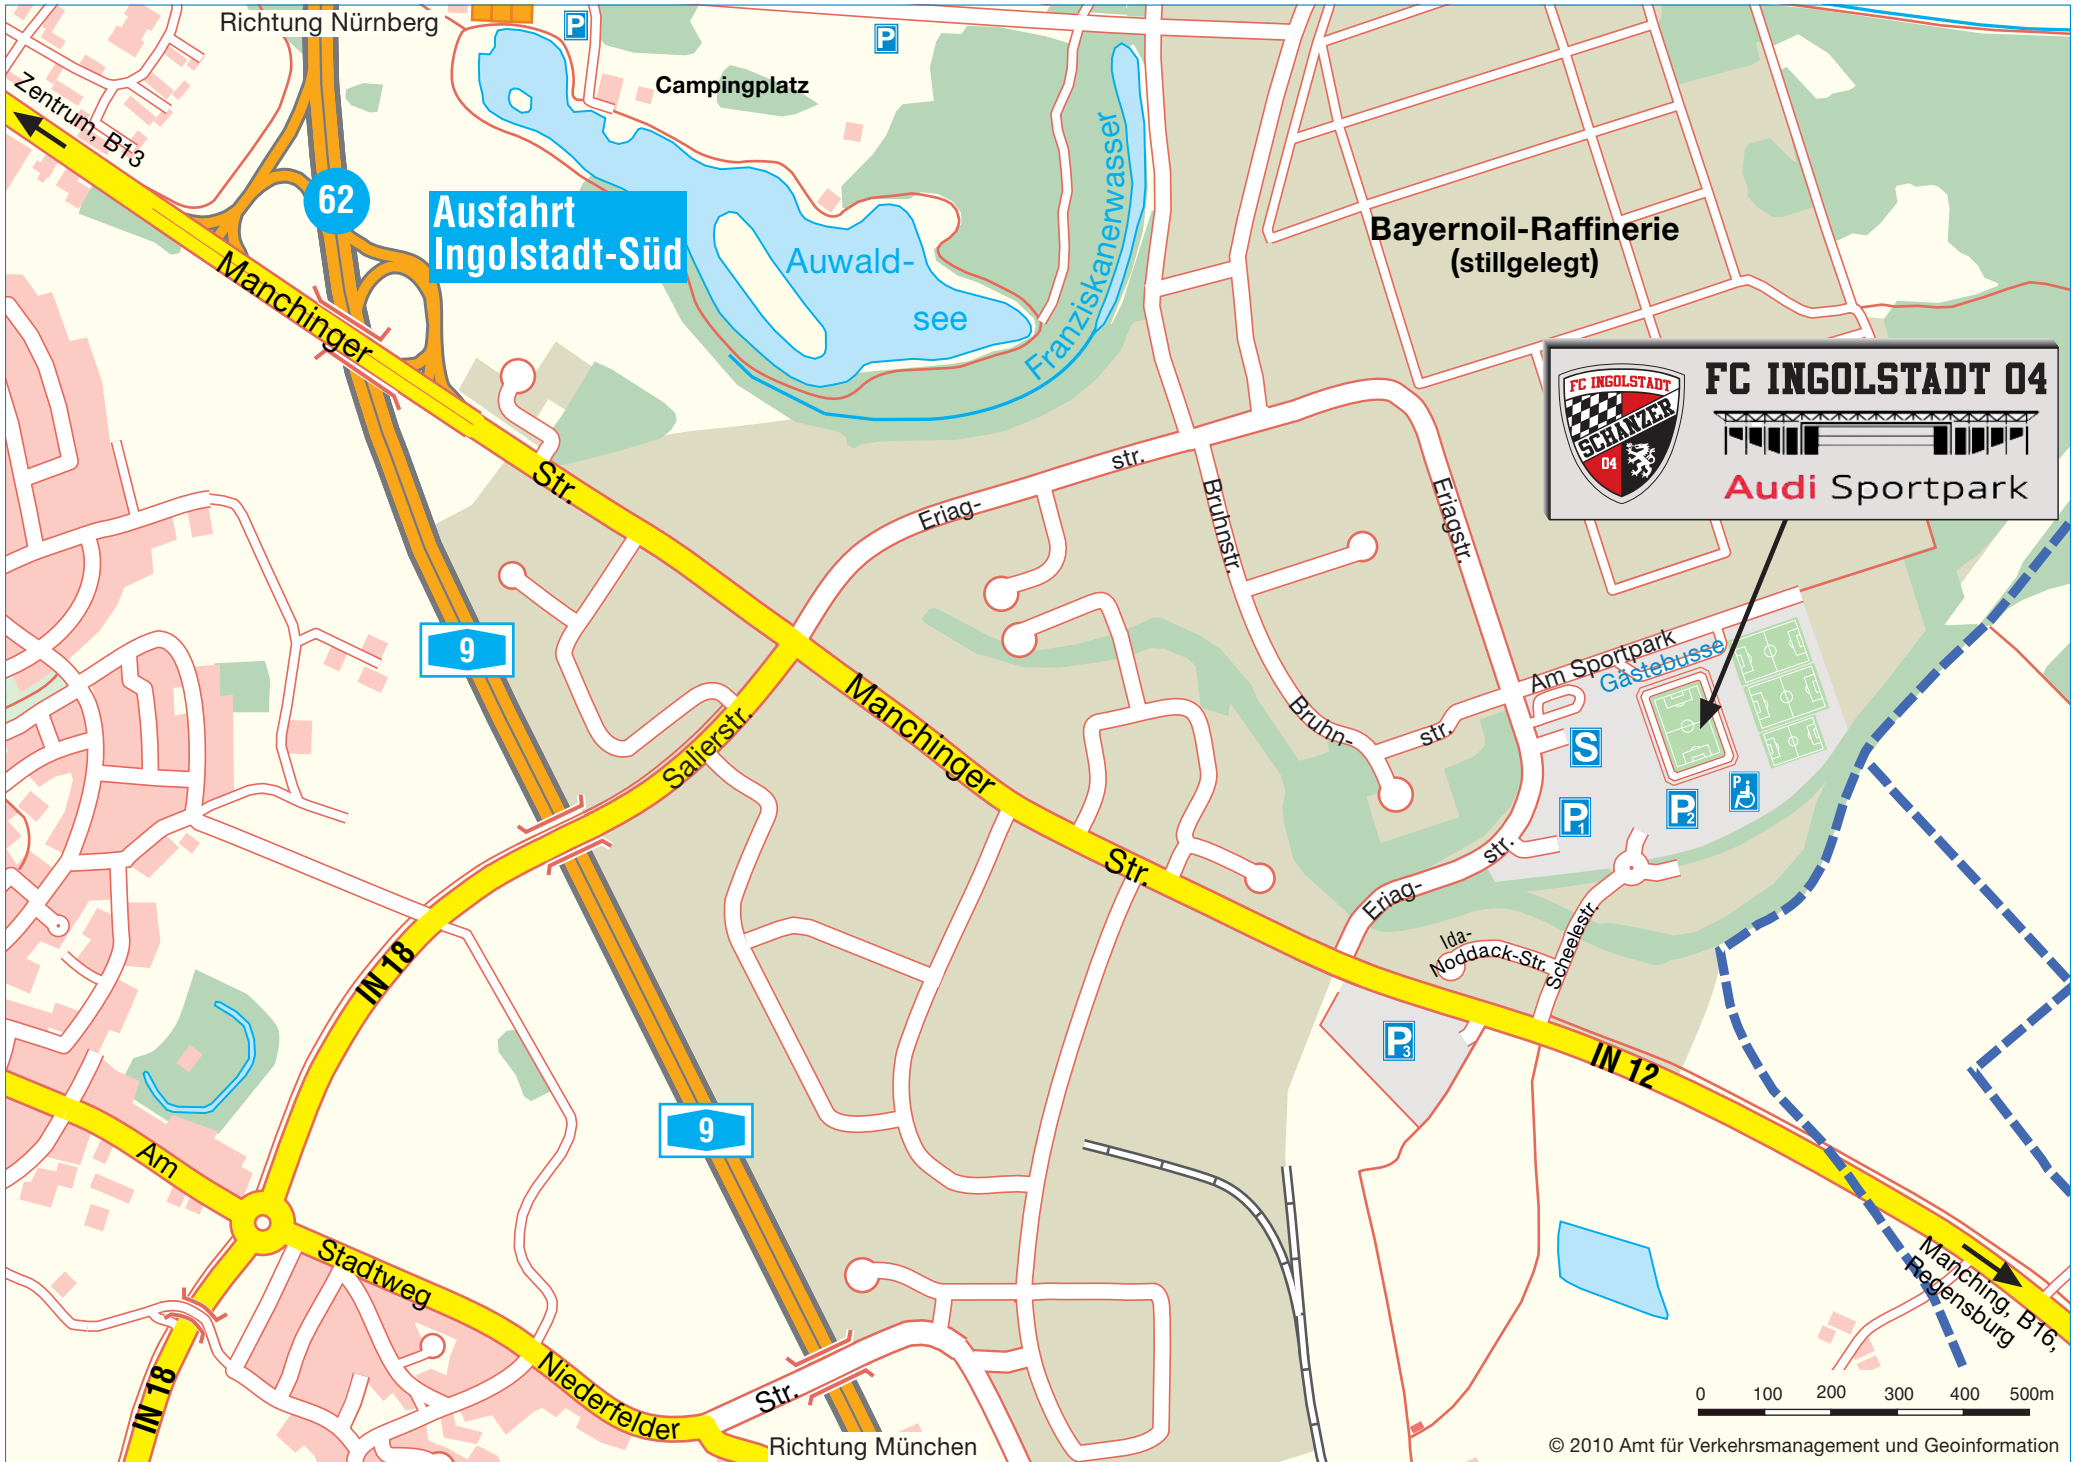 Richtung Nürnberg
P
P
Campingplatz
Zentrum, B13
62
Ausfahrt
Ingolstadt-Süd
Auwald-
see
Franziskanerwasser
Bayernoil-Raffinerie
(stillgelegt)
FC INGOLSTADT
SCHANZER
04
FC INGOLSTADT 04
Audi Sportpark
Manchinger
Str.
Eriag-
str.
Bruhnstr.
Eriagstr.
9
Am Sportpark
Gästebusse
Manchinger
Salierstr.
Bruhn-
str.
S
P
P1
P2
str.
Str.
Eriag-
Ida-
Noddack-Str.
Scheelestr.
IN 18
P3
IN 12
9
Am
Stadtweg
Manching, B16,
Regensburg
Niederfelder
Str.
IN 18
0 100 200 300 400 500m
Richtung München
© 2010 Amt für Verkehrsmanagement und Geoinformation